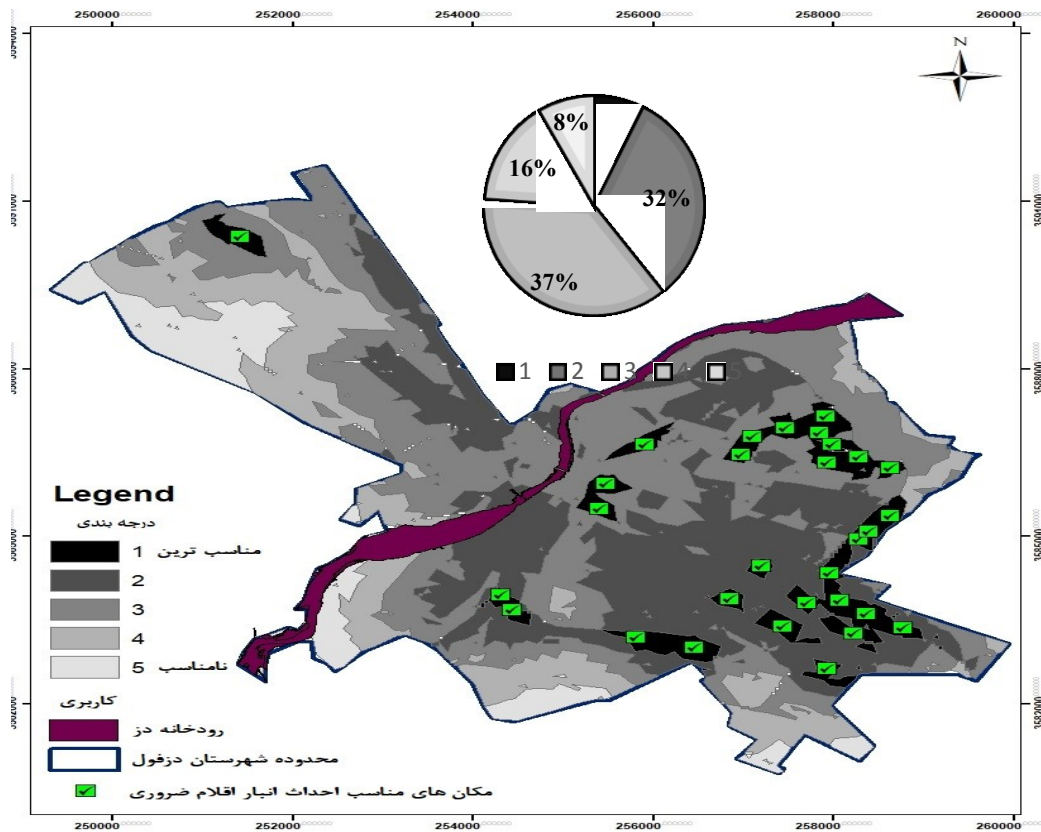 250000 252000 254000 256000 258000 260000
N
8%
16%
32%
37%
1 2 3 4 5
Legend
درجه بندی
1 مناسب ترین
2
3
4
5 نامناسب
کاربری
رودخانه دز
محدوده شهرستان دزفول
مکان های مناسب احداث انبار اقلام ضروری
250000 252000 254000 256000 258000 260000